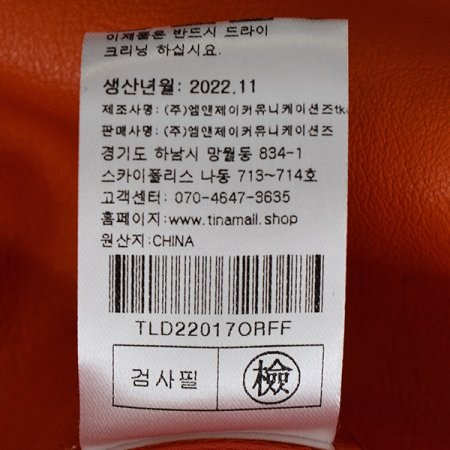 이제품은 반드시 드라이
크리닝 하십시요.
생산년월: 2022.11
제조사명: (주)엠앤제이커뮤니케이션즈
판매사명: (주)엠앤제이커뮤니케이션즈
경기도 하남시 망월동 834-1
스카이폴리스 나동 713~714호
고객센터: 070-4647-3635
홈페이지:www.tinamall.shop
원산지:CHINA
TLD22017ORFF
검사필 檢